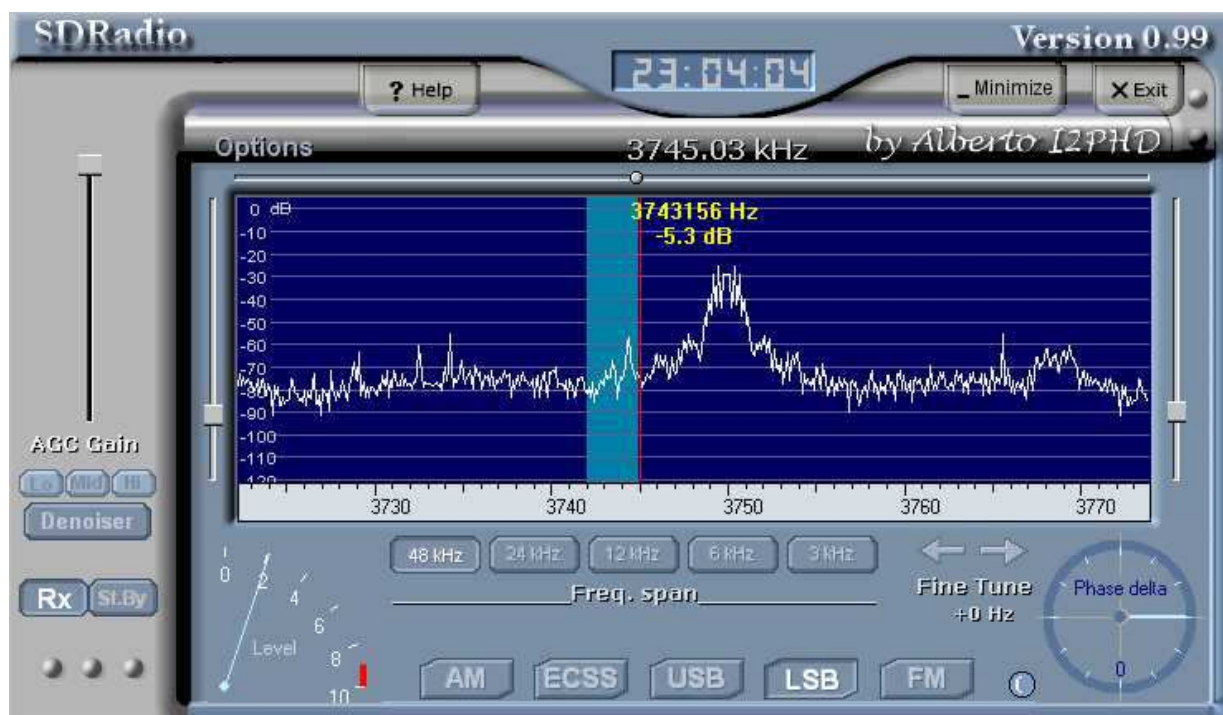 SDRadio
Version 0.99
23:04:04
? Help
_ Minimize
X Exit
Options
3745.03 kHz
by Alberto I2PHD
0 dB
3743156 Hz
-5.3 dB
-10
-20
-30
-40
-50
-60
-70
-80
-90
-100
-110
-120
3730 3740 3750 3760 3770
AGC Gain
Lo Mid Hi
Denoiser
Rx St.By
48 kHz 24 kHz 12 kHz 6 kHz 3 kHz
Freq. span
Fine Tune
+0 Hz
Phase delta
0
0 2 4 6 8 10
Level
AM ECSS USB LSB FM
C